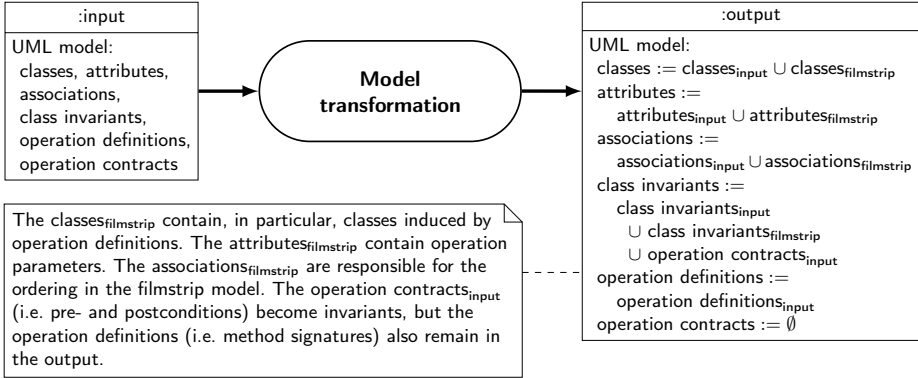 :input
UML model:
classes, attributes,
associations,
class invariants,
operation definitions,
operation contracts
Model
transformation
:output
UML model:
classes := classesinput ∪ classesfilmstrip
attributes :=
attributesinput ∪ attributesfilmstrip
associations :=
associationsinput ∪ associationsfilmstrip
class invariants :=
class invariantsinput
∪ class invariantsfilmstrip
∪ operation contractsinput
operation definitions :=
operation definitionsinput
operation contracts := ∅
The classesfilmstrip contain, in particular, classes induced by
operation definitions. The attributesfilmstrip contain operation
parameters. The associationsfilmstrip are responsible for the
ordering in the filmstrip model. The operation contractsinput
(i.e. pre- and postconditions) become invariants, but the
operation definitions (i.e. method signatures) also remain in
the output.